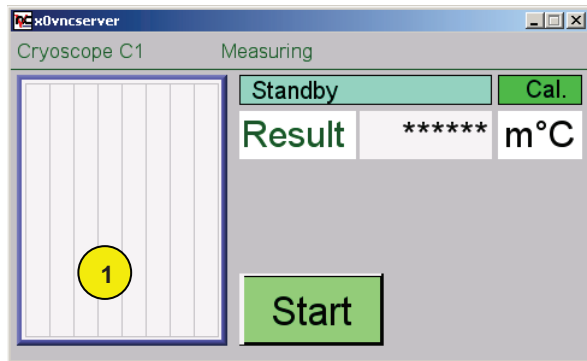 x0vncserver
Cryoscope C1 Measuring
Standby Cal.
Result ****** m°C
1
Start